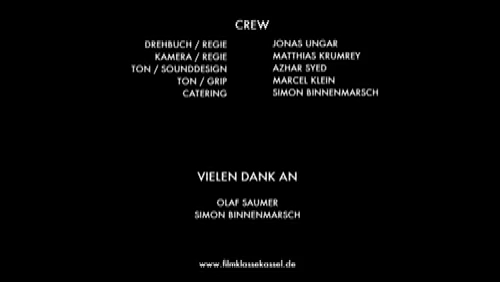 CREW
DREHBUCH / REGIE JONAS UNGAR
KAMERA / REGIE MATTHIAS KRUMREY
TON / SOUNDDESIGN AZHAR SYED
TON / GRIP MARCEL KLEIN
CATERING SIMON BINNENMARSCH
VIELEN DANK AN
OLAF SAUMER
SIMON BINNENMARSCH
www.filmklassekassel.de